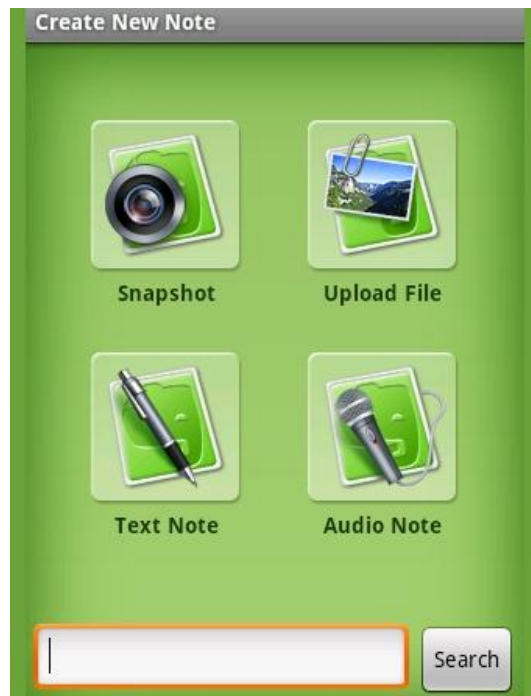 Create New Note
Snapshot
Upload File
Text Note
Audio Note
Search